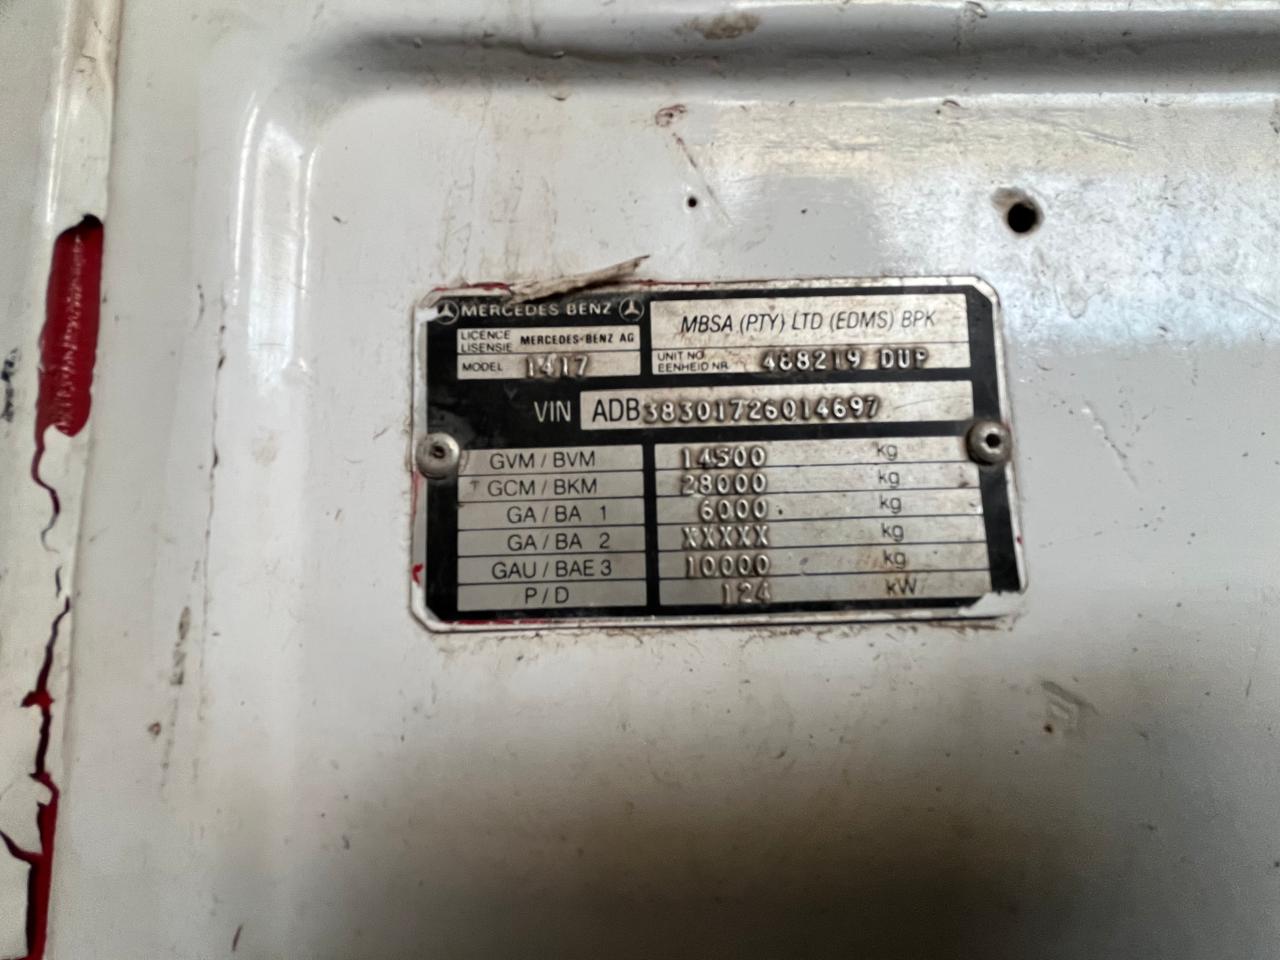 MERCEDES BENZ
LICENCE
LISENSIE
MERCEDES-BENZ AG
MODEL 1417
MBSA (PTY) LTD (EDMS) BPK
UNIT NO
EENHEID NR.
468219 DUP
VIN ADB38301726014697
GVM / BVM 14500 kg
GCM / BKM 28000 kg
GA / BA 1 6000 kg
GA / BA 2 XXXXX kg
GAU / BAE 3 10000 kg
P / D 124 kW